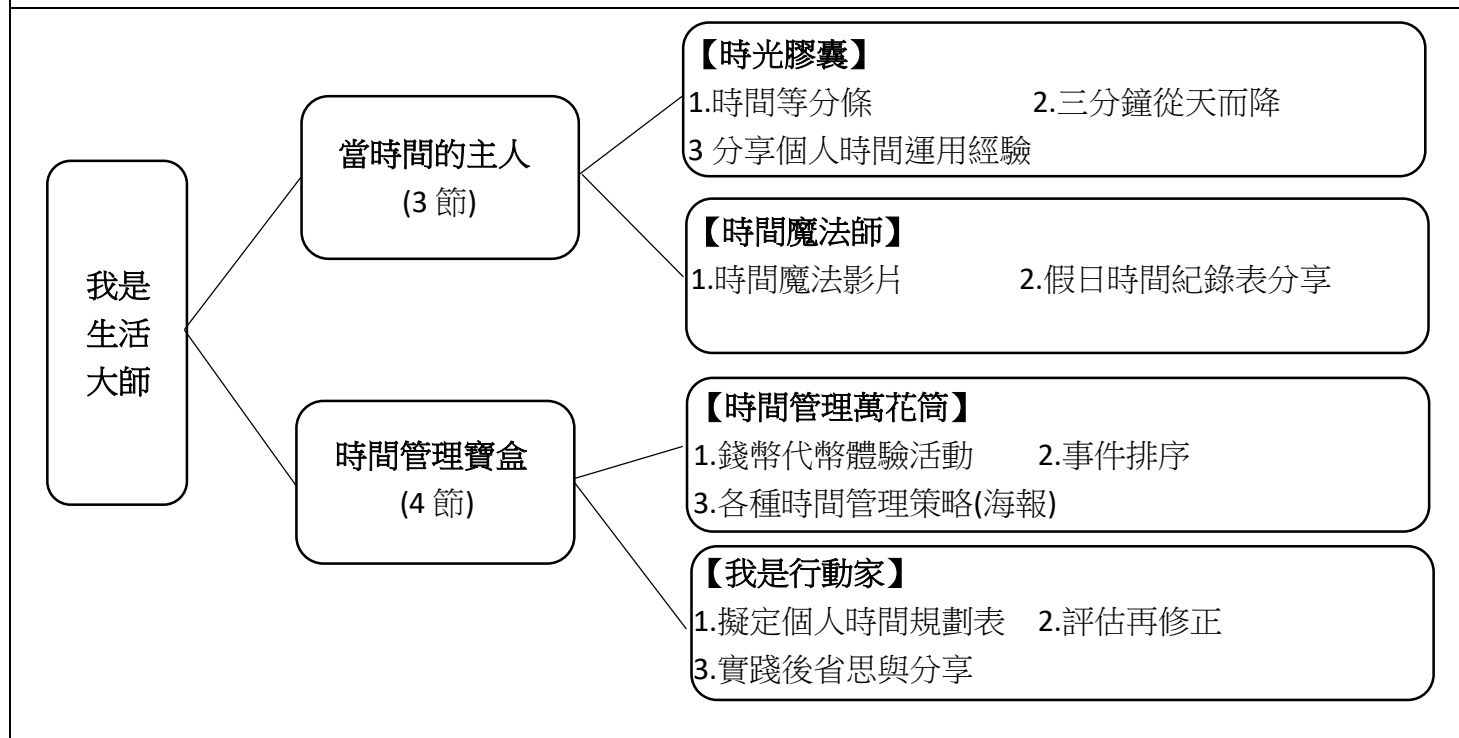 我是
生活
大師
當時間的主人
(3 節)
【時光膠囊】
1.時間等分條 2.三分鐘從天而降
3 分享個人時間運用經驗
【時間魔法師】
1.時間魔法影片 2.假日時間紀錄表分享
時間管理寶盒
(4 節)
【時間管理萬花筒】
1.錢幣代幣體驗活動 2.事件排序
3.各種時間管理策略(海報)
【我是行動家】
1.擬定個人時間規劃表 2.評估再修正
3.實踐後省思與分享